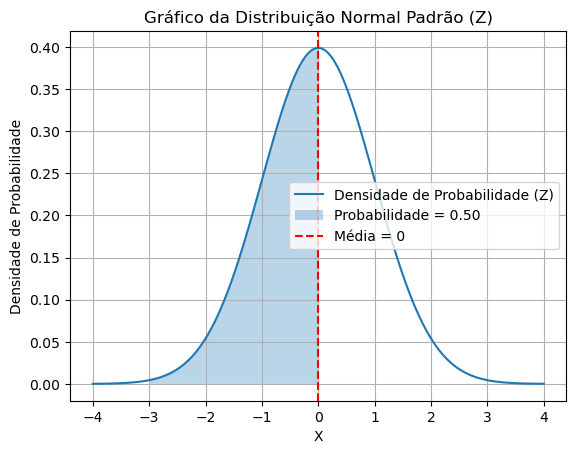 Gráfico da Distribuição Normal Padrão (Z)
Densidade de Probabilidade
0.40
0.35
0.30
0.25
0.20
0.15
0.10
0.05
0.00
Densidade de Probabilidade (Z)
Probabilidade = 0.50
Média = 0
−4 −3 −2 −1 0 1 2 3 4
X